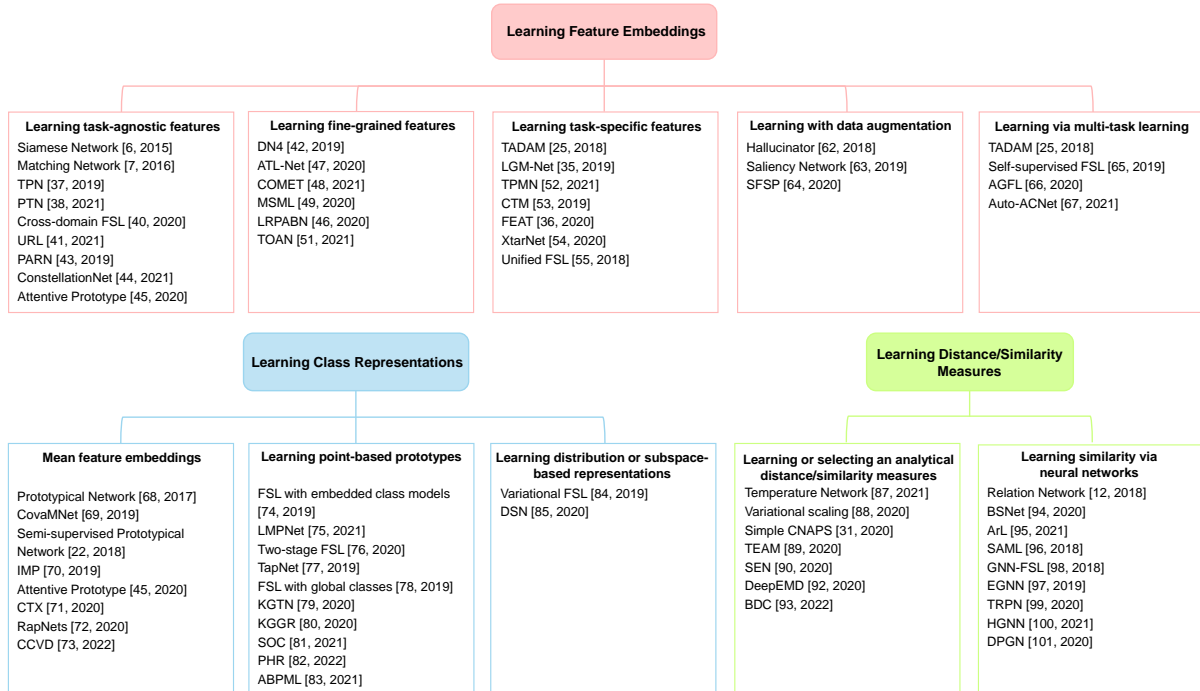 Learning Feature Embeddings
Learning task-agnostic features
Siamese Network [6, 2015]
Matching Network [7, 2016]
TPN [37, 2019]
PTN [38, 2021]
Cross-domain FSL [40, 2020]
URL [41, 2021]
PARN [43, 2019]
ConstellationNet [44, 2021]
Attentive Prototype [45, 2020]
Learning fine-grained features
DN4 [42, 2019]
ATL-Net [47, 2020]
COMET [48, 2021]
MSML [49, 2020]
LRPABN [46, 2020]
TOAN [51, 2021]
Learning task-specific features
TADAM [25, 2018]
LGM-Net [35, 2019]
TPMN [52, 2021]
CTM [53, 2019]
FEAT [36, 2020]
XtarNet [54, 2020]
Unified FSL [55, 2018]
Learning with data augmentation
Hallucinator [62, 2018]
Saliency Network [63, 2019]
SFSP [64, 2020]
Learning via multi-task learning
TADAM [25, 2018]
Self-supervised FSL [65, 2019]
AGFL [66, 2020]
Auto-ACNet [67, 2021]
Learning Class Representations
Mean feature embeddings
Prototypical Network [68, 2017]
CovaMNet [69, 2019]
Semi-supervised Prototypical
Network [22, 2018]
IMP [70, 2019]
Attentive Prototype [45, 2020]
CTX [71, 2020]
RapNets [72, 2020]
CCVD [73, 2022]
Learning point-based prototypes
FSL with embedded class models
[74, 2019]
LMPNet [75, 2021]
Two-stage FSL [76, 2020]
TapNet [77, 2019]
FSL with global classes [78, 2019]
KGTN [79, 2020]
KGGR [80, 2020]
SOC [81, 2021]
PHR [82, 2022]
ABPML [83, 2021]
Learning distribution or subspace-
based representations
Variational FSL [84, 2019]
DSN [85, 2020]
Learning Distance/Similarity
Measures
Learning or selecting an analytical
distance/similarity measures
Temperature Network [87, 2021]
Variational scaling [88, 2020]
Simple CNAPS [31, 2020]
TEAM [89, 2020]
SEN [90, 2020]
DeepEMD [92, 2020]
BDC [93, 2022]
Learning similarity via
neural networks
Relation Network [12, 2018]
BSNet [94, 2020]
ArL [95, 2021]
SAML [96, 2018]
GNN-FSL [98, 2018]
EGNN [97, 2019]
TRPN [99, 2020]
HGNN [100, 2021]
DPGN [101, 2020]